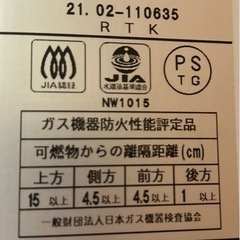 21.02-110635
RTK
JIA認証
JIA
水道法基準適合
NW1015
PS
TG
ガス機器防火性能評定品
可燃物からの離隔距離(cm)
上方 側方 前方 後方
15以上 4.5以上 4.5以上 1以上
一般財団法人日本ガス機器検査協会